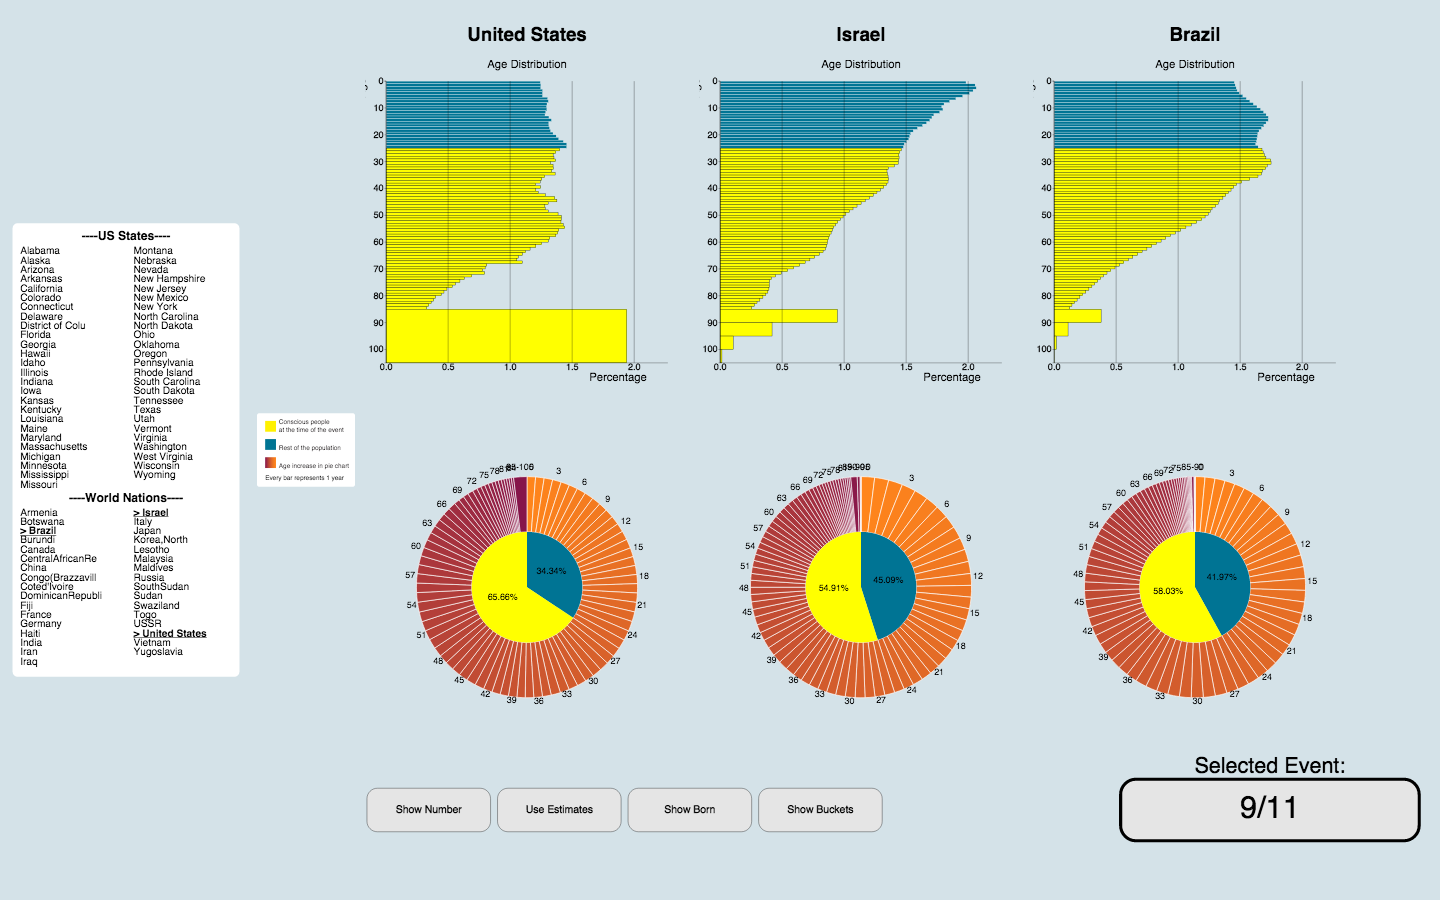 United States
Israel
Brazil
Age Distribution
Age Distribution
Age Distribution
0
10
20
30
40
50
60
70
80
90
100
0.0 0.5 1.0 1.5 2.0
Percentage
0
10
20
30
40
50
60
70
80
90
100
0.0 0.5 1.0 1.5 2.0
Percentage
0
10
20
30
40
50
60
70
80
90
100
0.0 0.5 1.0 1.5 2.0
Percentage
----US States----
Alabama Montana
Alaska Nebraska
Arizona Nevada
Arkansas New Hampshire
California New Jersey
Colorado New Mexico
Connecticut New York
Delaware North Carolina
District of Colu North Dakota
Florida Ohio
Georgia Oklahoma
Hawaii Oregon
Idaho Pennsylvania
Illinois Rhode Island
Indiana South Carolina
Iowa South Dakota
Kansas Tennessee
Kentucky Texas
Louisiana Utah
Maine Vermont
Maryland Virginia
Massachusetts Washington
Michigan West Virginia
Minnesota Wisconsin
Mississippi Wyoming
Missouri
----World Nations----
Armenia > Israel
Botswana Italy
> Brazil Japan
Burundi Korea,North
Canada Lesotho
CentralAfricanRe Malaysia
China Maldives
Congo(Brazzavill Russia
Coted'Ivoire SouthSudan
DominicanRepubli Sudan
Fiji Swaziland
France Togo
Germany USSR
Haiti > United States
India Vietnam
Iran Yugoslavia
Iraq
Conscious people
at the time of the event
Rest of the population
Age increase in pie chart
Every bar represents 1 year
3 6 9 12 15 18 21 24 27 30 33 36 39 42 45 48 51 54 57 60 63 66 69 72 75 78
34.34%
65.66%
3 6 9 12 15 18 21 24 27 30 33 36 39 42 45 48 51 54 57 60 63 66 69 72 75 78
45.09%
54.91%
3 6 9 12 15 18 21 24 27 30 33 36 39 42 45 48 51 54 57 60 63 66 69 72 75
41.97%
58.03%
Show Number
Use Estimates
Show Born
Show Buckets
Selected Event:
9/11